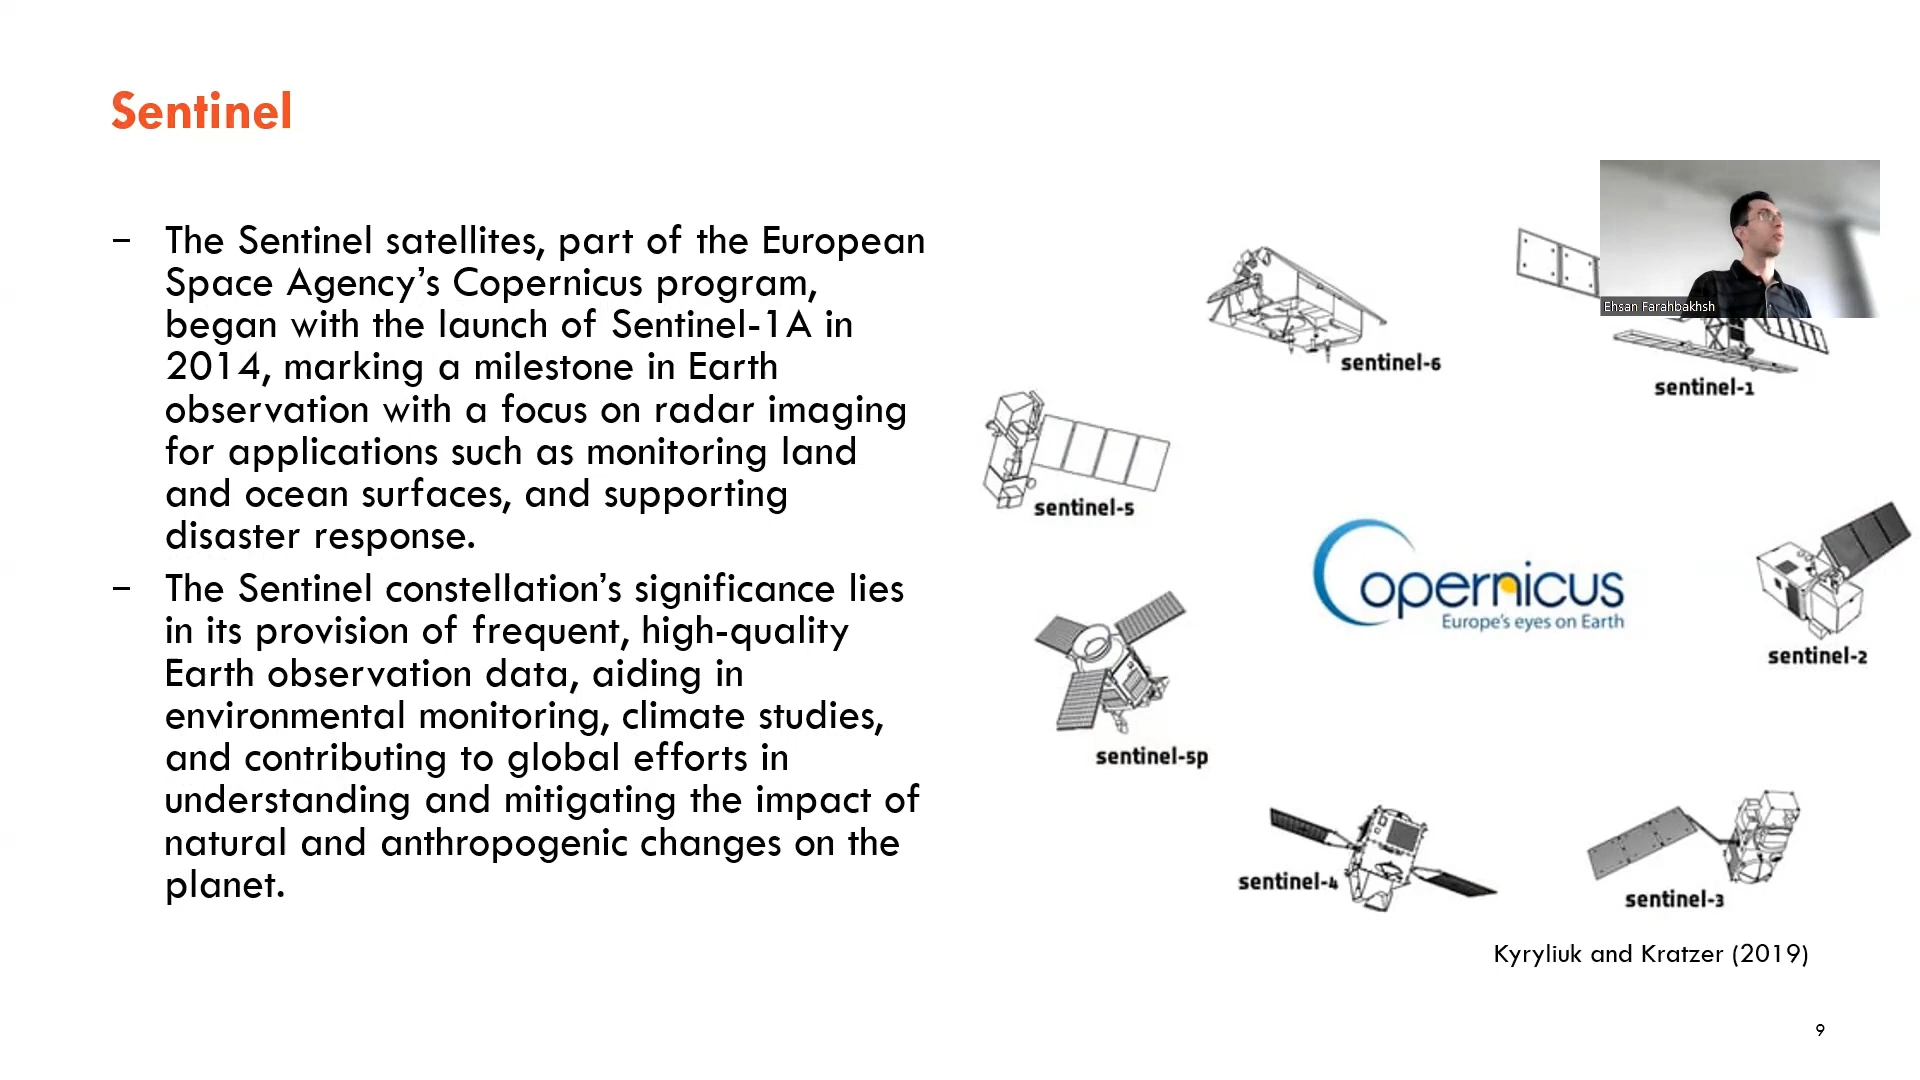 Sentinel
– The Sentinel satellites, part of the European
Space Agency’s Copernicus program,
began with the launch of Sentinel-1A in
2014, marking a milestone in Earth
observation with a focus on radar imaging
for applications such as monitoring land
and ocean surfaces, and supporting
disaster response.
– The Sentinel constellation’s significance lies
in its provision of frequent, high-quality
Earth observation data, aiding in
environmental monitoring, climate studies,
and contributing to global efforts in
understanding and mitigating the impact of
natural and anthropogenic changes on the
planet.
Ehsan Farahbakhsh
sentinel-6
sentinel-1
sentinel-5
Copernicus
Europe's eyes on Earth
sentinel-2
sentinel-5p
sentinel-4
sentinel-3
Kyryliuk and Kratzer (2019)
9